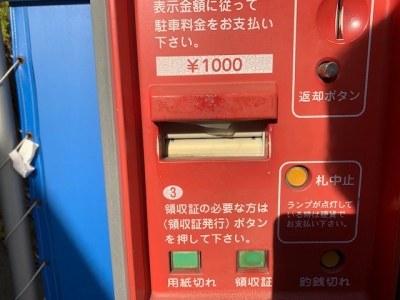 表示金額に従って
駐車料金をお支払い
下さい。
￥1000
返却ボタン
3
領収証の必要な方は
(領収証発行)ボタン
を押して下さい。
札中止
ランプが点灯して
いる時は硬貨で
お支払い下さい。
用紙切れ
領収証
釣銭切れ